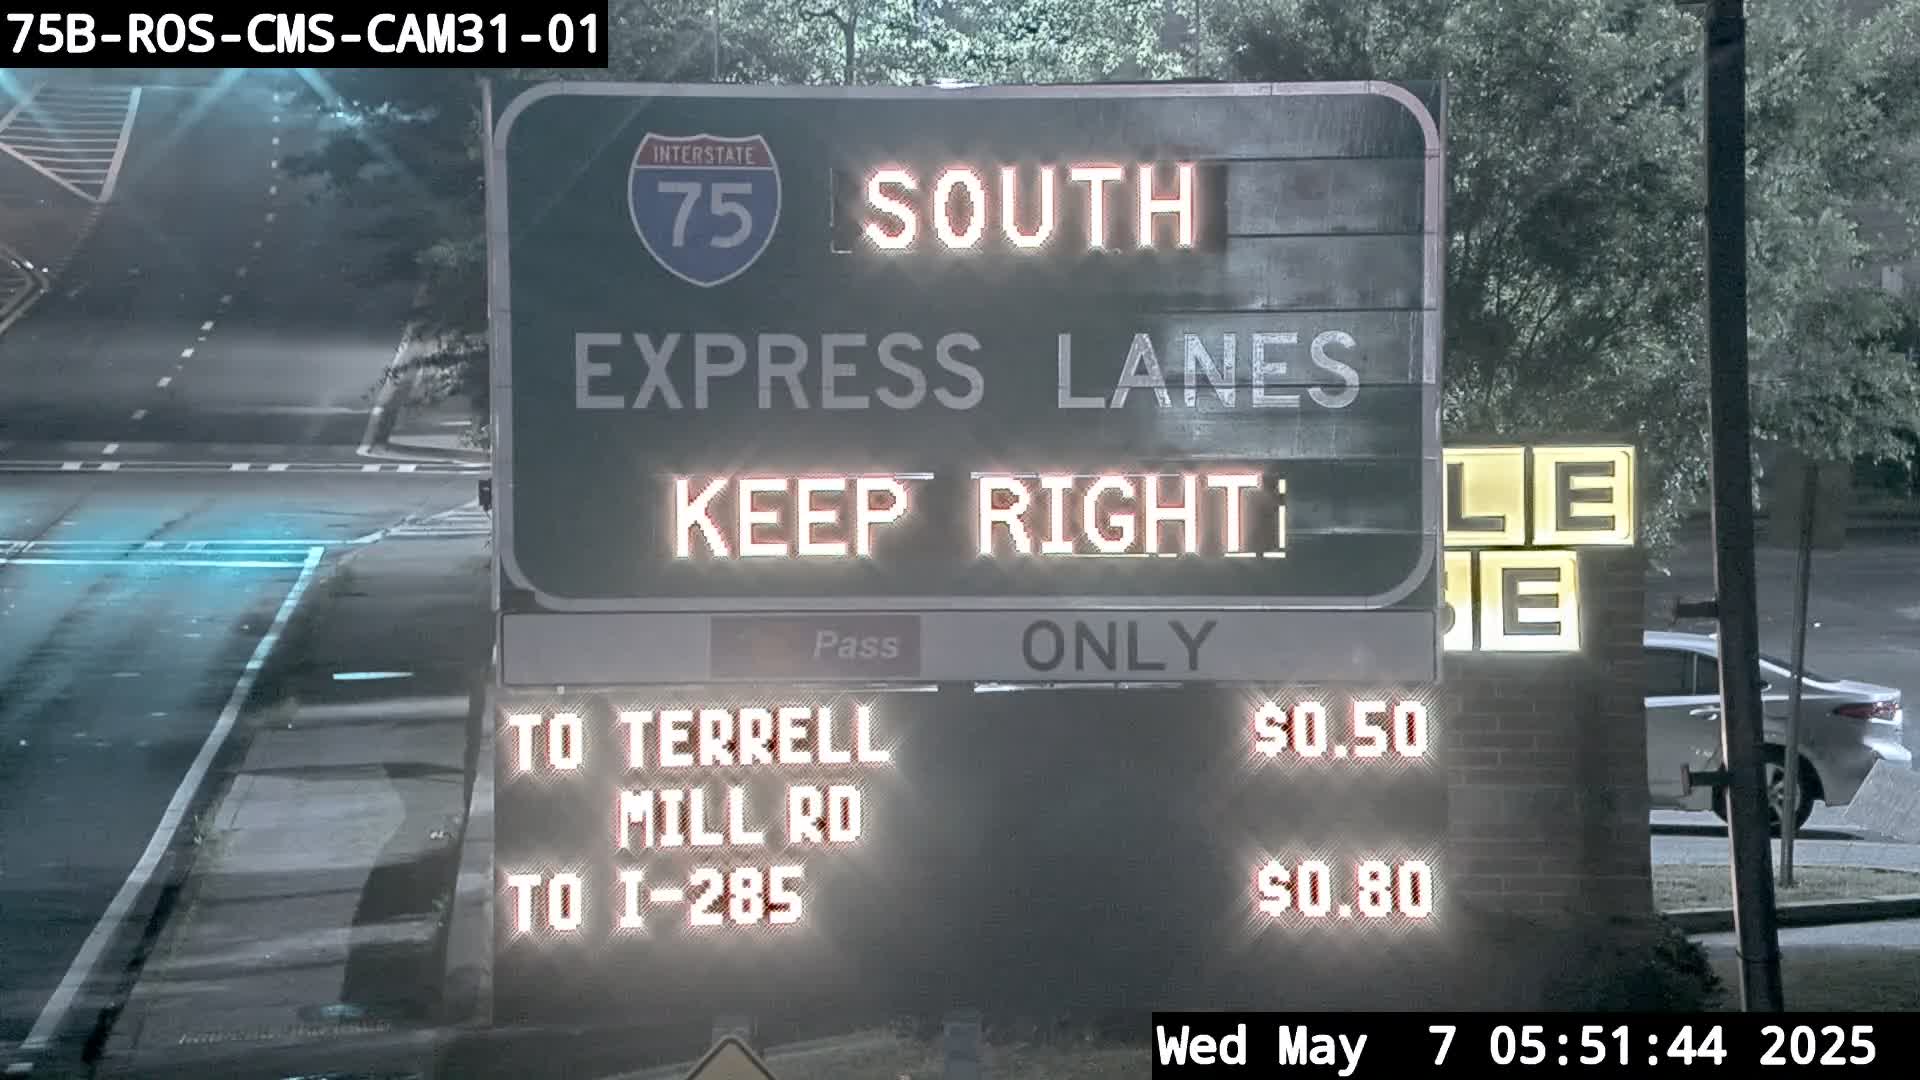 75B-ROS-CMS-CAM31-01
INTERSTATE
75
SOUTH
EXPRESS LANES
KEEP RIGHT
LE
E
Pass ONLY
TO TERRELL $0.50
MILL RD
TO I-285 $0.80
Wed May 7 05:51:44 2025